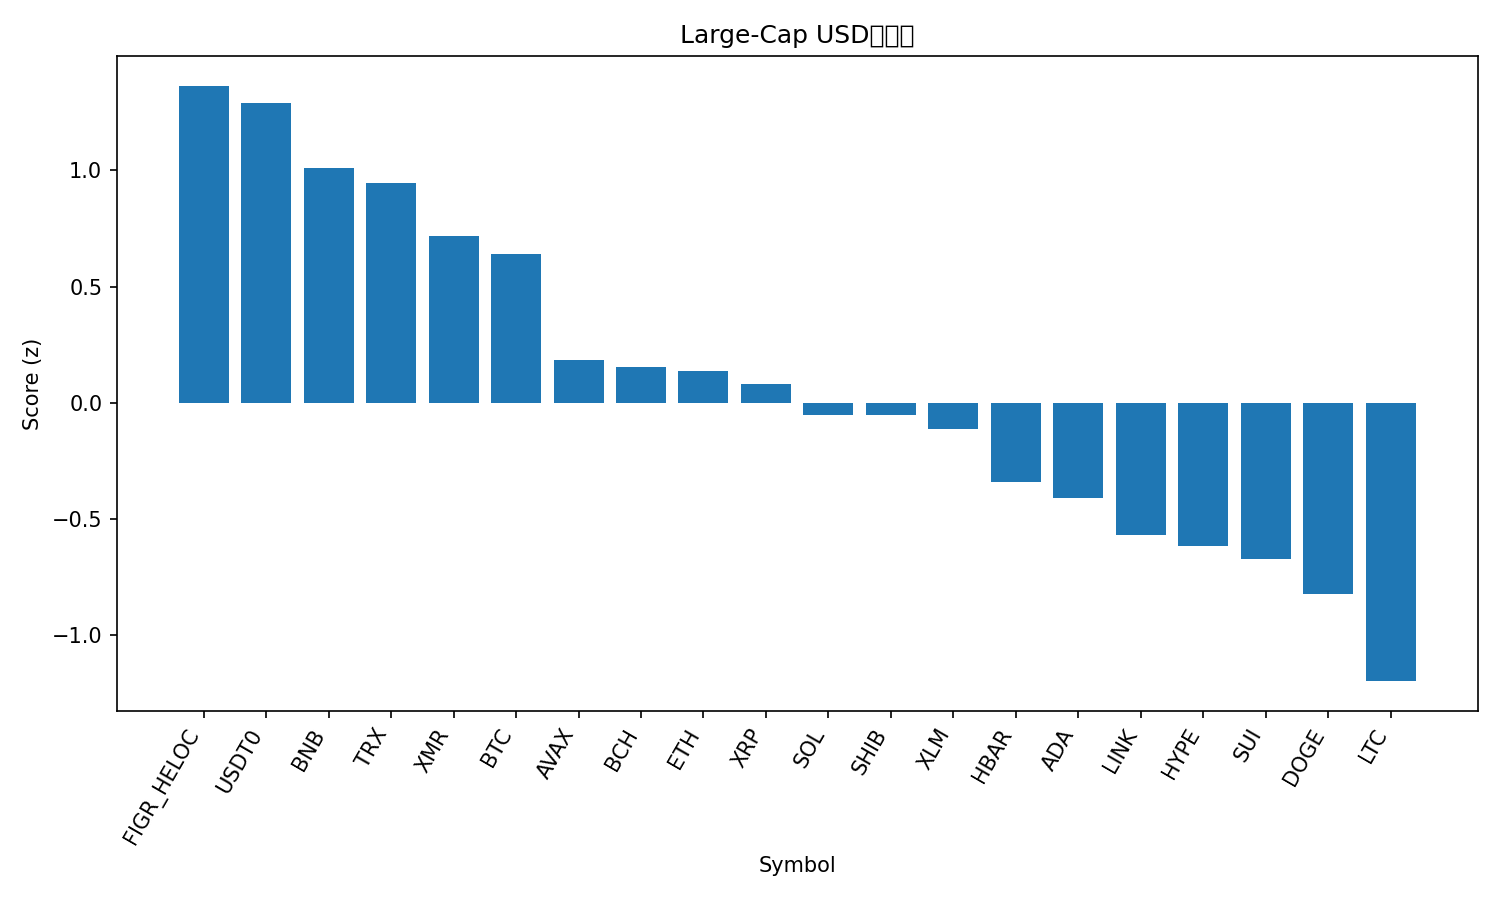 Large-Cap USD
1.0
0.5
0.0
−0.5
−1.0
Score (z)
FIGR_HELOC
USDT0
BNB
TRX
XMR
BTC
AVAX
BCH
ETH
XRP
SOL
SHIB
XLM
HBAR
ADA
LINK
HYPE
SUI
DOGE
LTC
Symbol